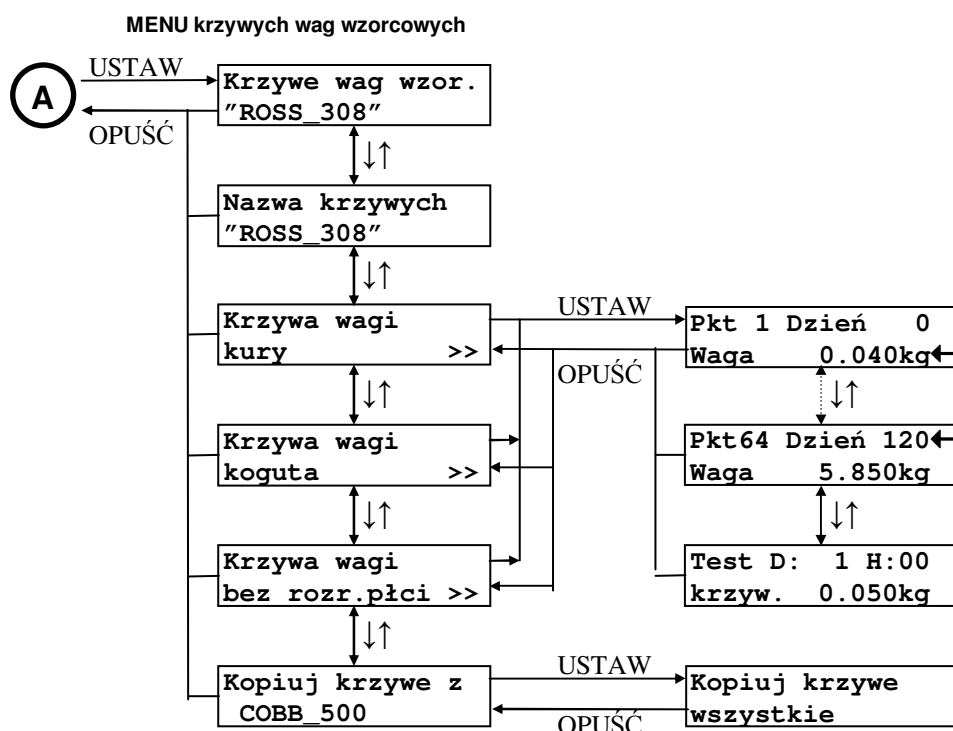 MENU krzywych wag wzorcowych
A
USTAW
OPUŚĆ
Krzywe wag wzor.
"ROSS_308"
↓↑
Nazwa krzywych
"ROSS_308"
↓↑
Krzywa wagi
kury >>
USTAW
OPUŚĆ
Pkt 1 Dzień 0
Waga 0.040kg
↓↑
↓↑
Krzywa wagi
koguta >>
Pkt64 Dzień 120
Waga 5.850kg
↓↑
↓↑
Krzywa wagi
bez rozr.płci >>
Test D: 1 H:00
krzyw. 0.050kg
↓↑
Kopiuj krzywe z
COBB_500
USTAW
OPUŚĆ
Kopiuj krzywe
wszystkie